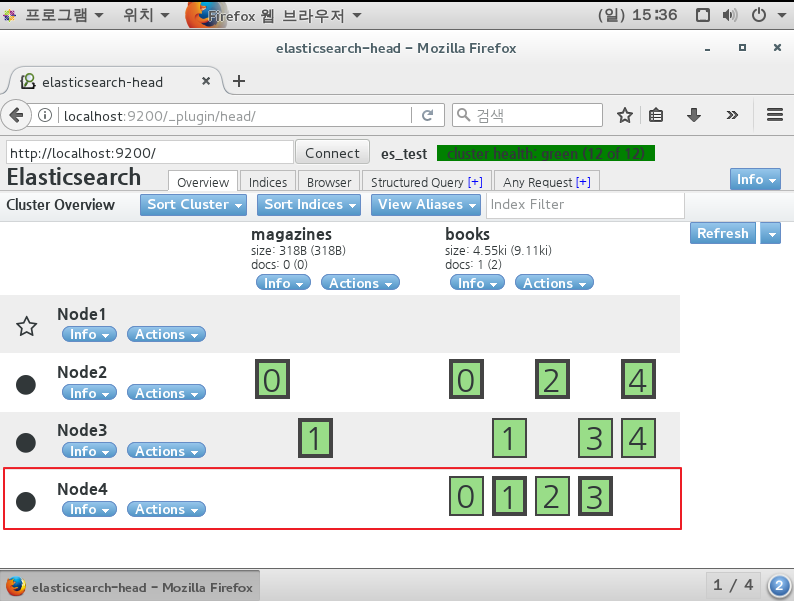 프로그램 위치 Firefox 웹 브라우저 (일) 15:36
elasticsearch-head - Mozilla Firefox
elasticsearch-head
localhost:9200/_plugin/head/ 검색
http://localhost:9200/ Connect es_test cluster health: green (12 of 12)
Elasticsearch Overview Indices Browser Structured Query [+] Any Request [+] Info
Cluster Overview Sort Cluster Sort Indices View Aliases Index Filter
Refresh
magazines books
size: 318B (318B) size: 4.55ki (9.11ki)
docs: 0 (0) docs: 1 (2)
Info Actions Info Actions
Node1
Info Actions
Node2 0 0 2 4
Info Actions
Node3 1 1 3 4
Info Actions
Node4 0 1 2 3
Info Actions
elasticsearch-head - Mozilla Firefox 1 / 4 2